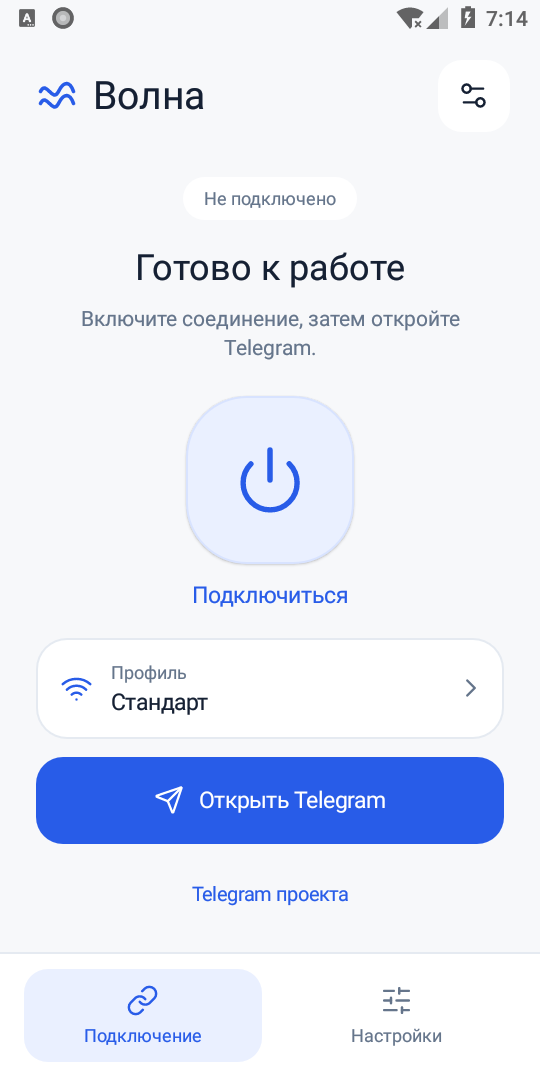 7:14
Волна
Не подключено
Готово к работе
Включите соединение, затем откройте
Telegram.
Подключиться
Профиль
Стандарт
Открыть Telegram
Telegram проекта
Подключение
Настройки